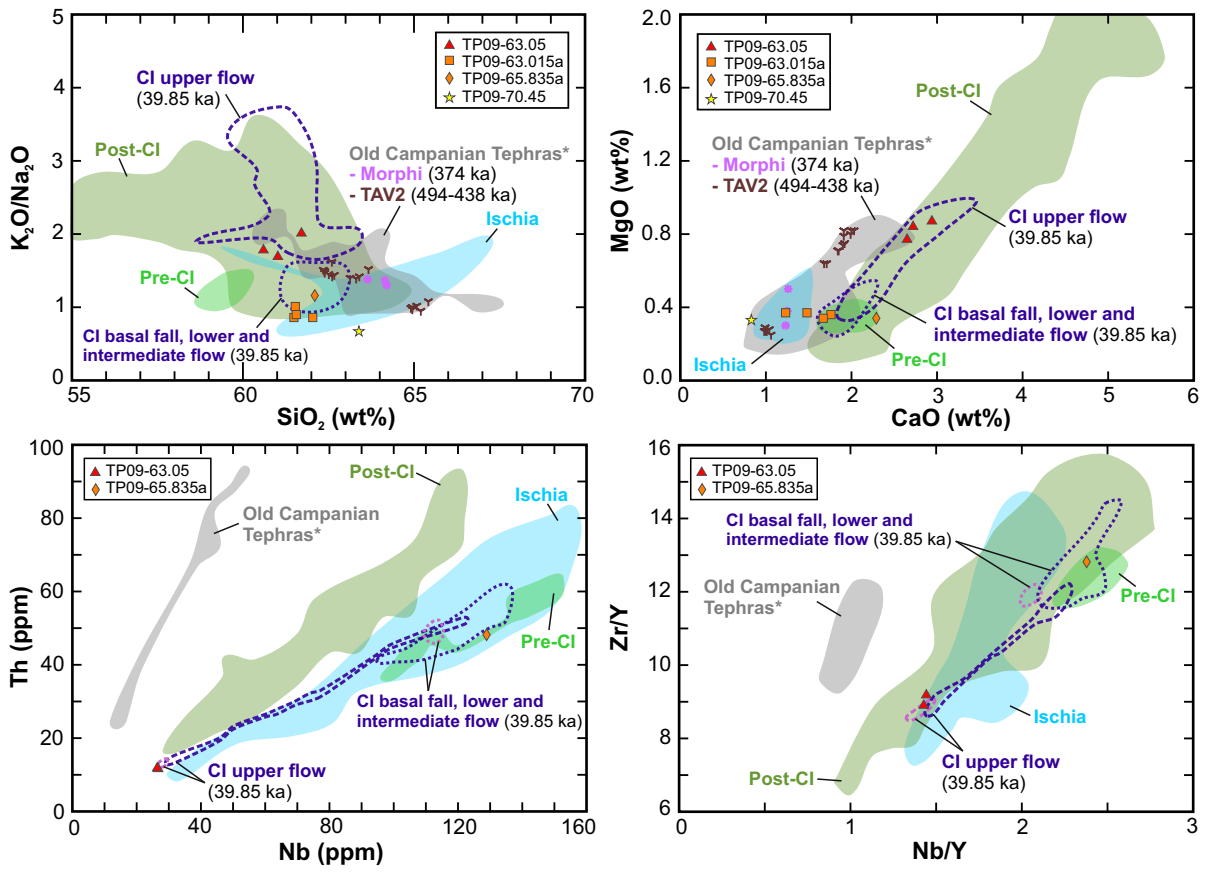 5
4
3
2
1
0
K₂O/Na₂O
55
60
65
70
SiO₂ (wt%)
TP09-63.05
TP09-63.015a
TP09-65.835a
TP09-70.45
CI upper flow
(39.85 ka)
Post-CI
Old Campanian Tephras*
- Morphi (374 ka)
- TAV2 (494-438 ka)
Ischia
Pre-CI
CI basal fall, lower and
intermediate flow (39.85 ka)
2.0
1.6
1.2
0.8
0.4
0.0
MgO (wt%)
0
1
2
3
4
5
6
CaO (wt%)
TP09-63.05
TP09-63.015a
TP09-65.835a
TP09-70.45
Post-CI
Old Campanian Tephras*
- Morphi (374 ka)
- TAV2 (494-438 ka)
CI upper flow
(39.85 ka)
CI basal fall, lower and
intermediate flow (39.85 ka)
Ischia
Pre-CI
100
80
60
40
20
0
Th (ppm)
0
40
80
120
160
Nb (ppm)
TP09-63.05
TP09-65.835a
Post-CI
Ischia
Old Campanian
Tephras*
Pre-CI
CI basal fall, lower and
intermediate flow (39.85 ka)
CI upper flow
(39.85 ka)
16
14
12
10
8
6
Zr/Y
0
1
2
3
Nb/Y
TP09-63.05
TP09-65.835a
CI basal fall, lower and
intermediate flow (39.85 ka)
Old Campanian
Tephras*
Pre-CI
Ischia
Post-CI
CI upper flow
(39.85 ka)